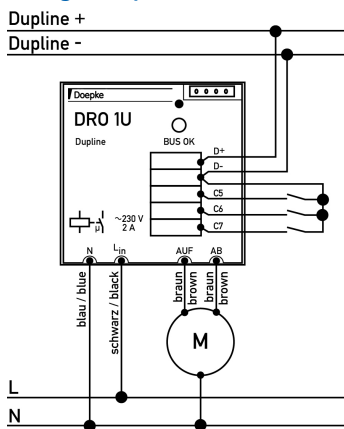 Dupline +
Dupline -
Doepke
DRO 1U
Dupline
BUS OK
D+
D-
C5
C6
C7
~230 V
2 A
µ
N
Lin
AUF
AB
blau / blue
schwarz / black
braun
brown
braun
brown
M
L
N